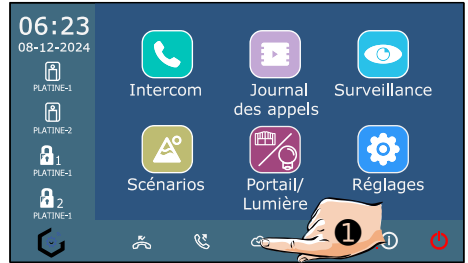 06:23
08-12-2024
PLATINE-1
PLATINE-2
1
PLATINE-1
2
PLATINE-1
Intercom
Journal
des appels
Surveillance
Scénarios
Portail/
Lumière
Réglages
1